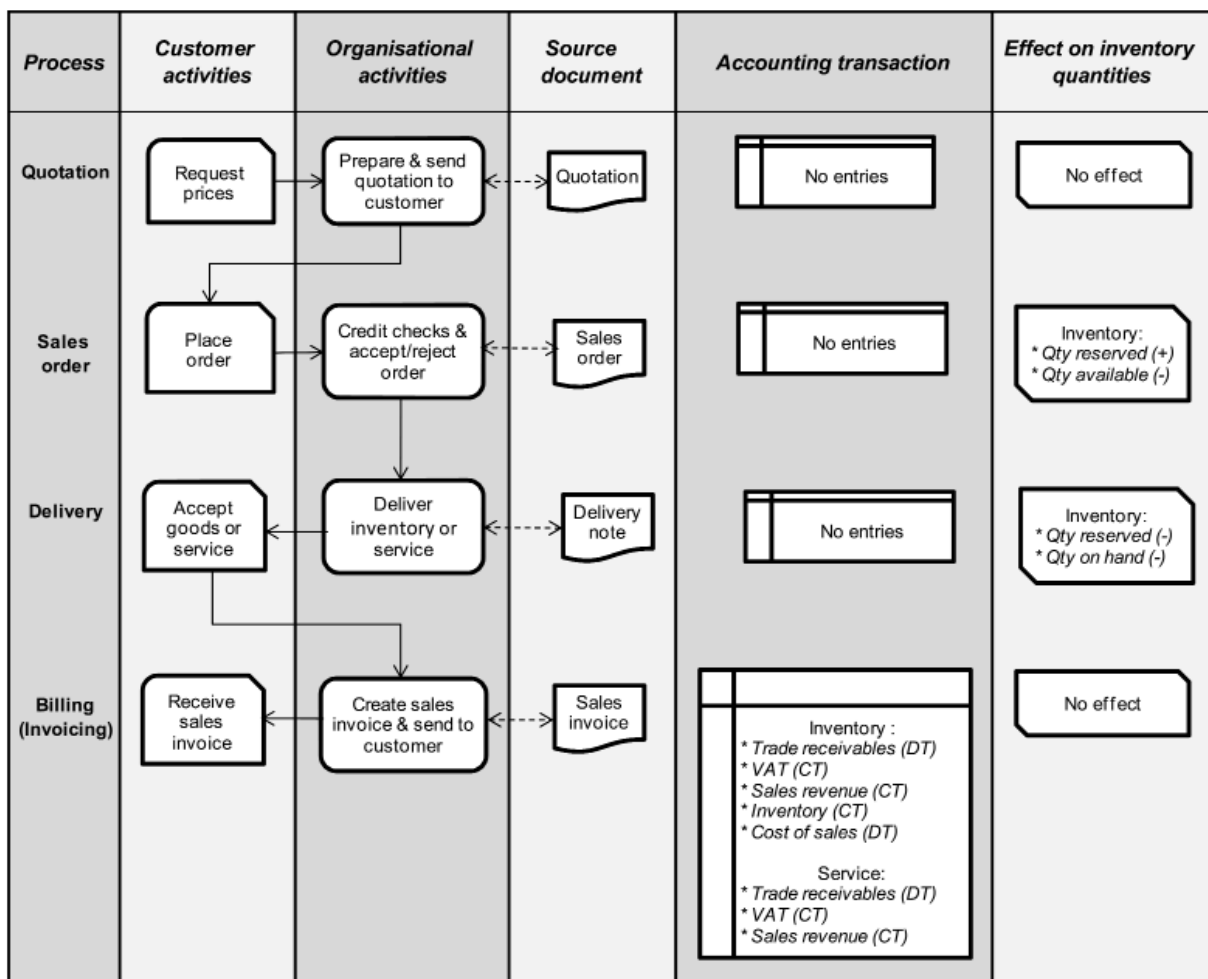 Process
Customer
activities
Organisational
activities
Source
document
Accounting transaction
Effect on inventory
quantities
Quotation
Request
prices
Prepare & send
quotation to
customer
Quotation
No entries
No effect
Sales
order
Place
order
Credit checks &
accept/reject
order
Sales
order
No entries
Inventory:
* Qty reserved (+)
* Qty available (-)
Delivery
Accept
goods or
service
Deliver
inventory or
service
Delivery
note
No entries
Inventory:
* Qty reserved (-)
* Qty on hand (-)
Billing
(Invoicing)
Receive
sales
invoice
Create sales
invoice & send to
customer
Sales
invoice
Inventory :
* Trade receivables (DT)
* VAT (CT)
* Sales revenue (CT)
* Inventory (CT)
* Cost of sales (DT)
Service:
* Trade receivables (DT)
* VAT (CT)
* Sales revenue (CT)
No effect